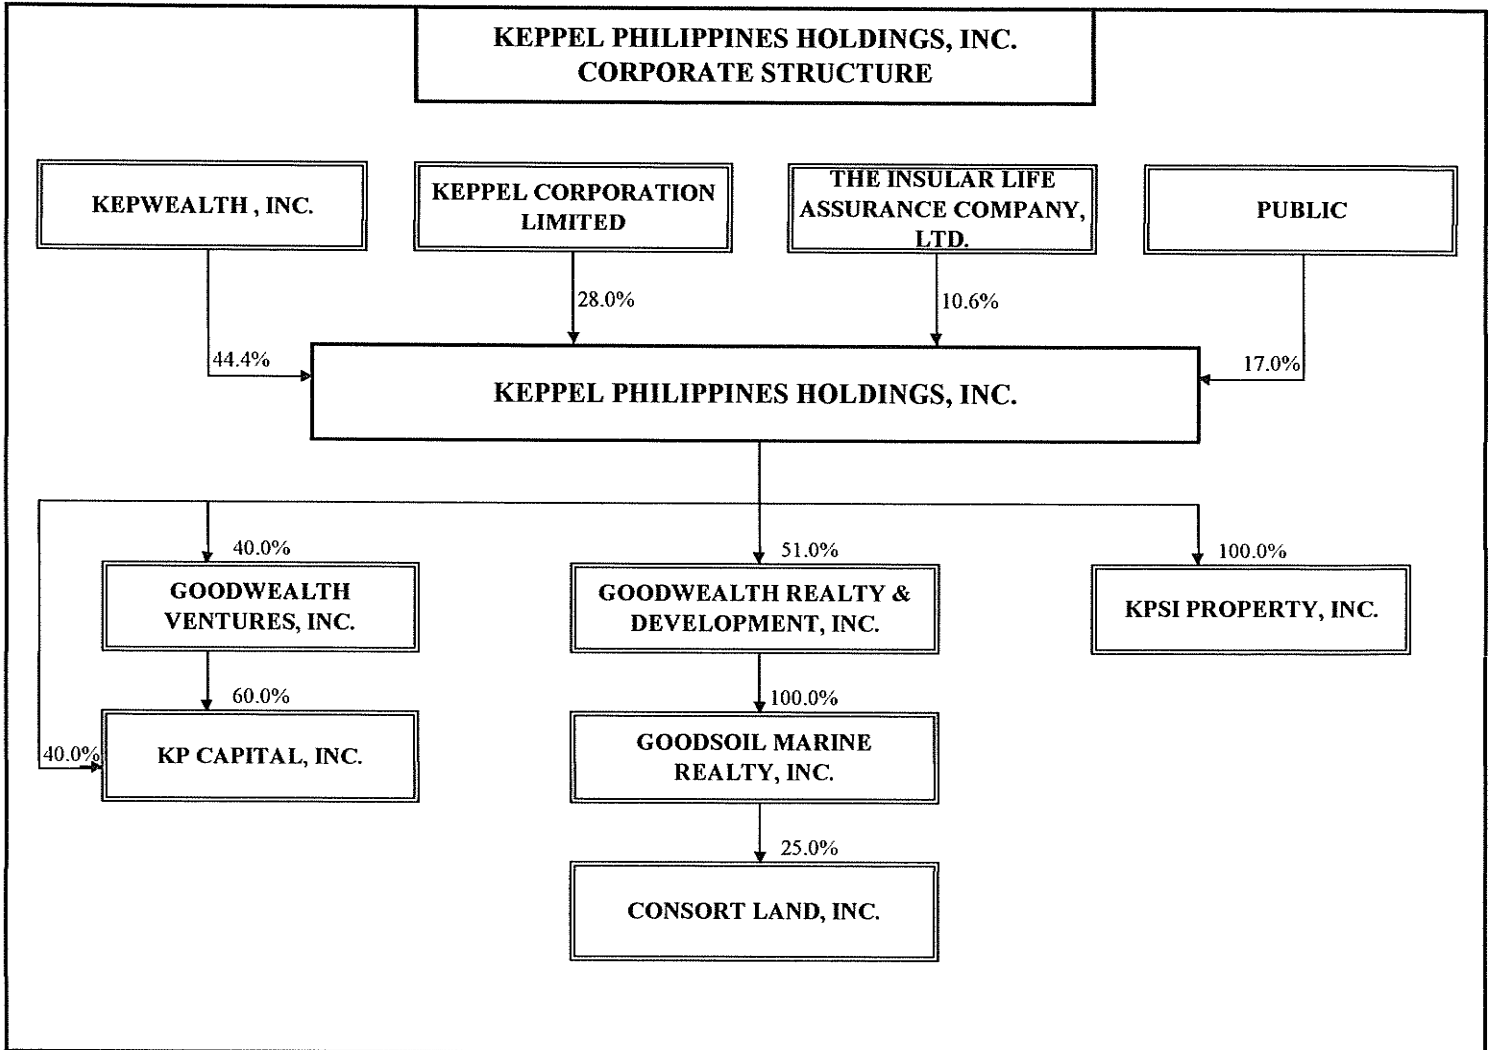 KEPPEL PHILIPPINES HOLDINGS, INC.
CORPORATE STRUCTURE
KEPWEALTH , INC.
KEPPEL CORPORATION
LIMITED
THE INSULAR LIFE
ASSURANCE COMPANY,
LTD.
PUBLIC
28.0%
10.6%
44.4%
17.0%
KEPPEL PHILIPPINES HOLDINGS, INC.
40.0%
51.0%
100.0%
GOODWEALTH
VENTURES, INC.
GOODWEALTH REALTY &
DEVELOPMENT, INC.
KPSI PROPERTY, INC.
60.0%
100.0%
40.0%
KP CAPITAL, INC.
GOODSOIL MARINE
REALTY, INC.
25.0%
CONSORT LAND, INC.